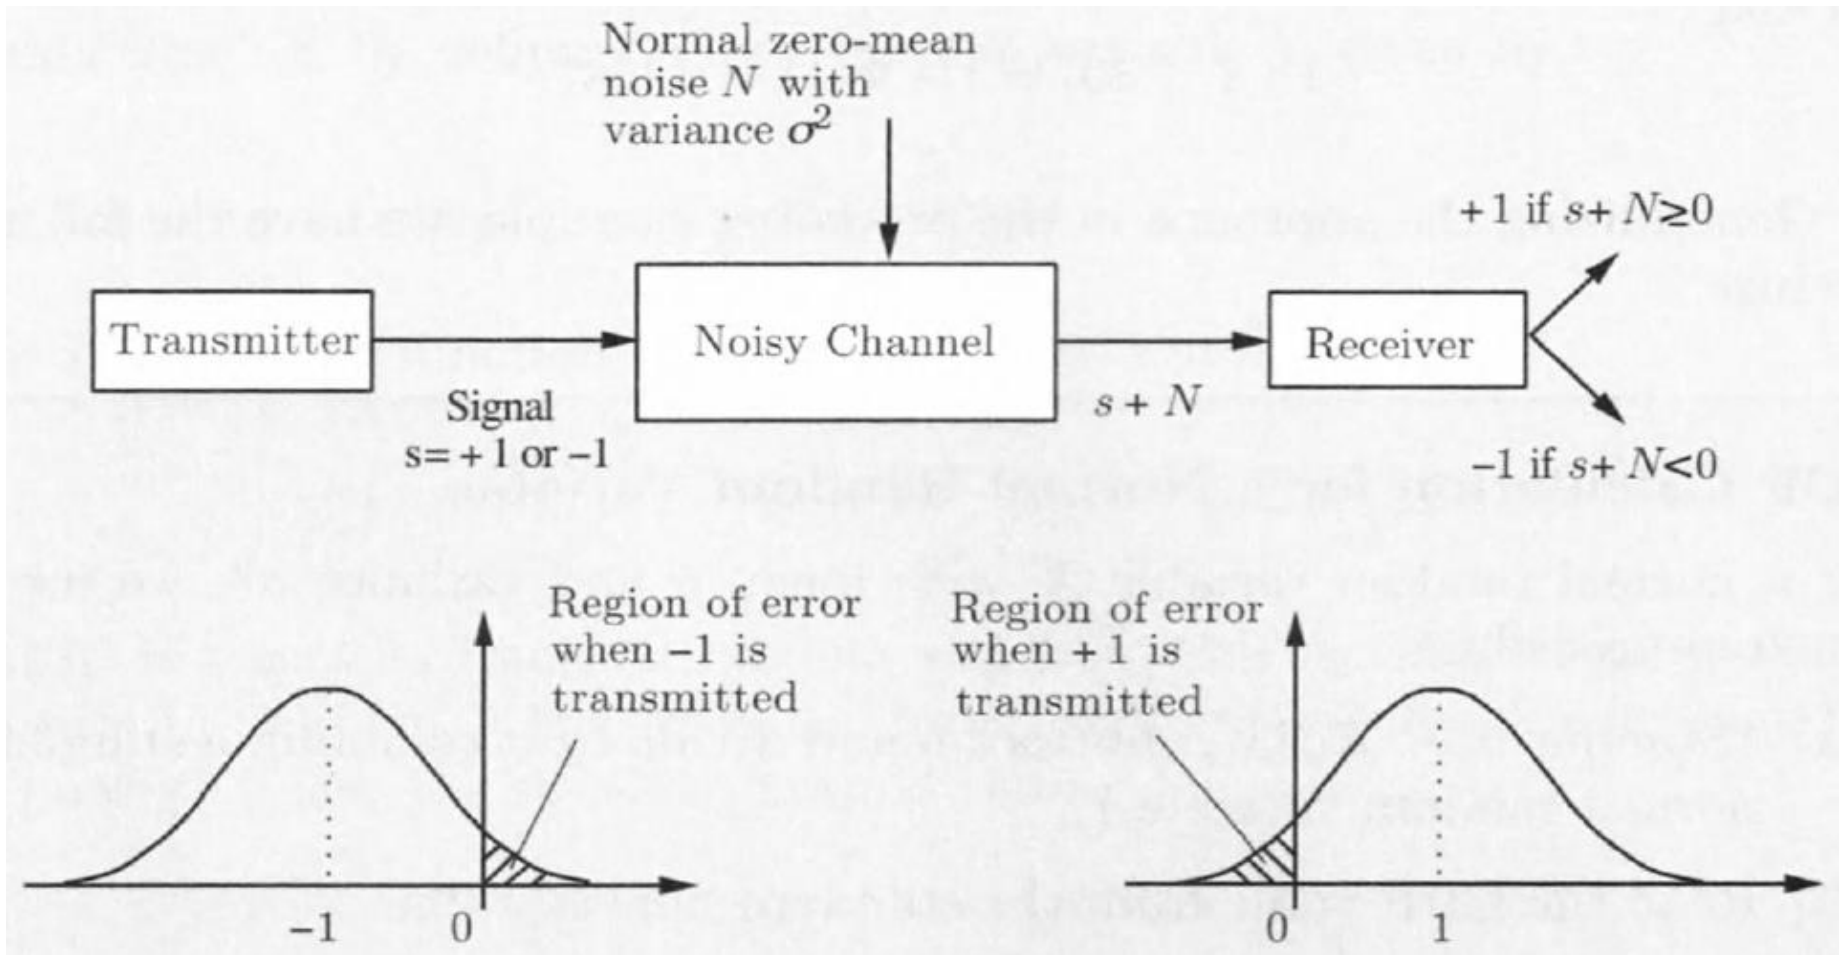 Normal zero-mean
noise N with
variance σ²
+1 if s+ N≥0
Transmitter
Noisy Channel
Receiver
Signal
s=+1 or –1
s + N
–1 if s+ N<0
Region of error
when –1 is
transmitted
Region of error
when + 1 is
transmitted
–1
0
0
1